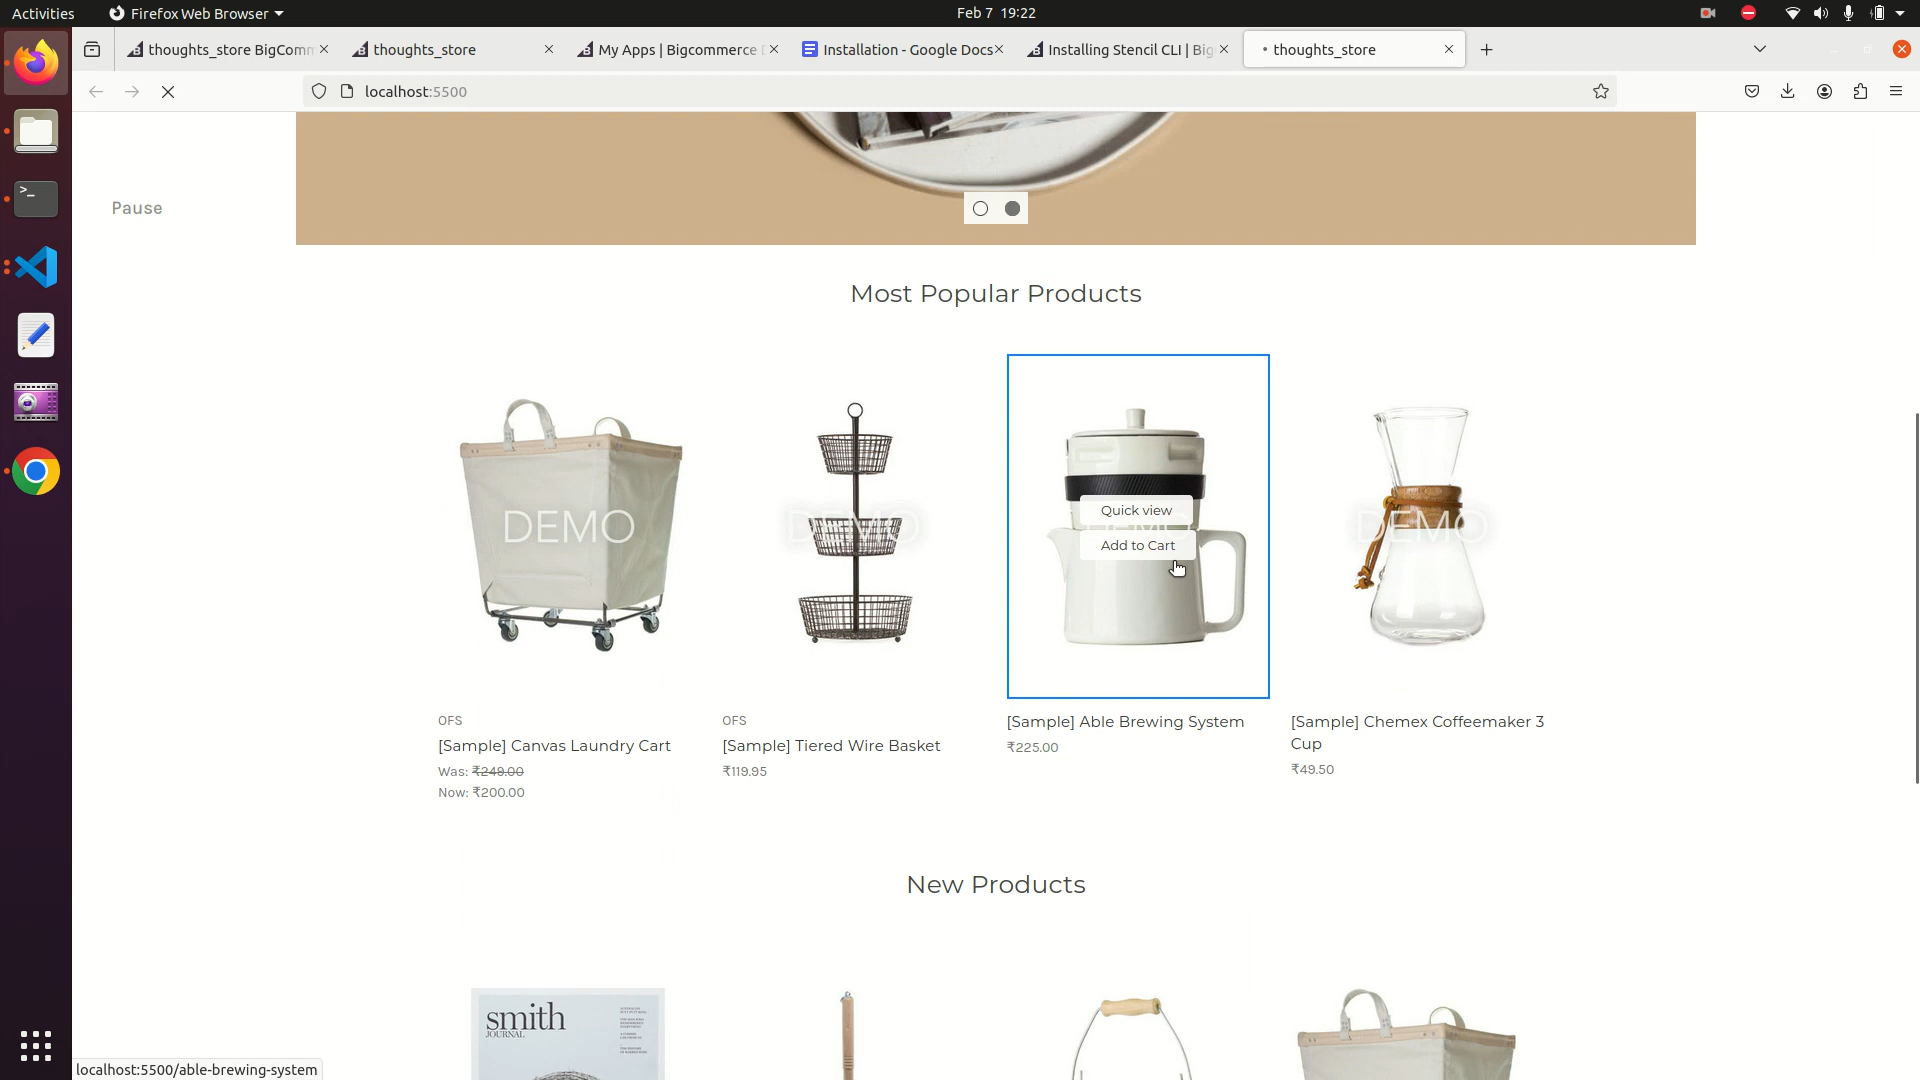 Activities
Firefox Web Browser
Feb 7 19:22
thoughts_store BigComm
thoughts_store
My Apps | Bigcommerce D
Installation - Google Docs
Installing Stencil CLI | Big
thoughts_store
localhost:5500
Pause
Most Popular Products
DEMO
DEMO
DEMO
DEMO
Quick view
Add to Cart
OFS
[Sample] Canvas Laundry Cart
Was: ₹249.00
Now: ₹200.00
OFS
[Sample] Tiered Wire Basket
₹119.95
[Sample] Able Brewing System
₹225.00
[Sample] Chemex Coffeemaker 3
Cup
₹49.50
New Products
smith
JOURNAL
localhost:5500/able-brewing-system